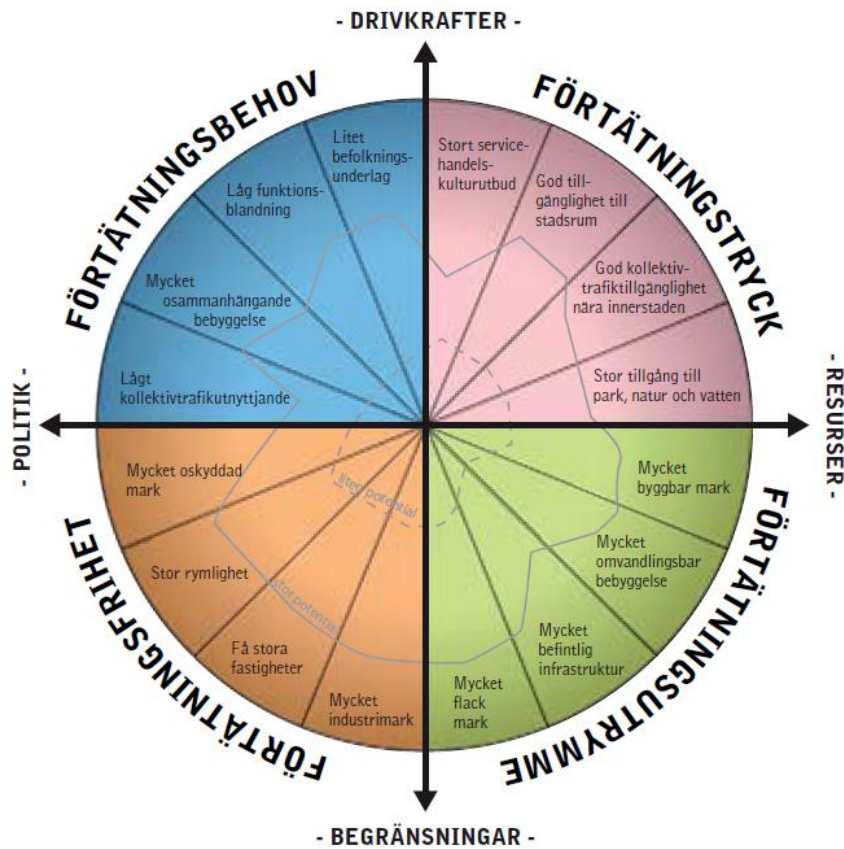 - DRIVKRAFTER -
FÖRTÄTNINGSBEHOV
FÖRTÄTNINGSTRYCK
Litet
befolknings-
underlag
Låg funktions-
blandning
Mycket
osammanhängande
bebyggelse
Lågt
kollektivtrafikutnyttjande
Stort service-
handels-
kulturutbud
God till-
gänglighet till
stadsrum
God kollektiv-
trafiktillgänglighet
nära innerstaden
Stor tillgång till
park, natur och vatten
- POLITIK -
- RESURSER -
Mycket oskyddad
mark
Stor rymlighet
Få stora
fastigheter
Mycket
industrimark
liten potential
stor potential
Mycket
byggbar mark
Mycket
omvandlingsbar
bebyggelse
Mycket
befintlig
infrastruktur
Mycket
flack
mark
FÖRTÄTNINGSFRIHET
FÖRTÄTNINGSUTRYMME
- BEGRÄNSNINGAR -